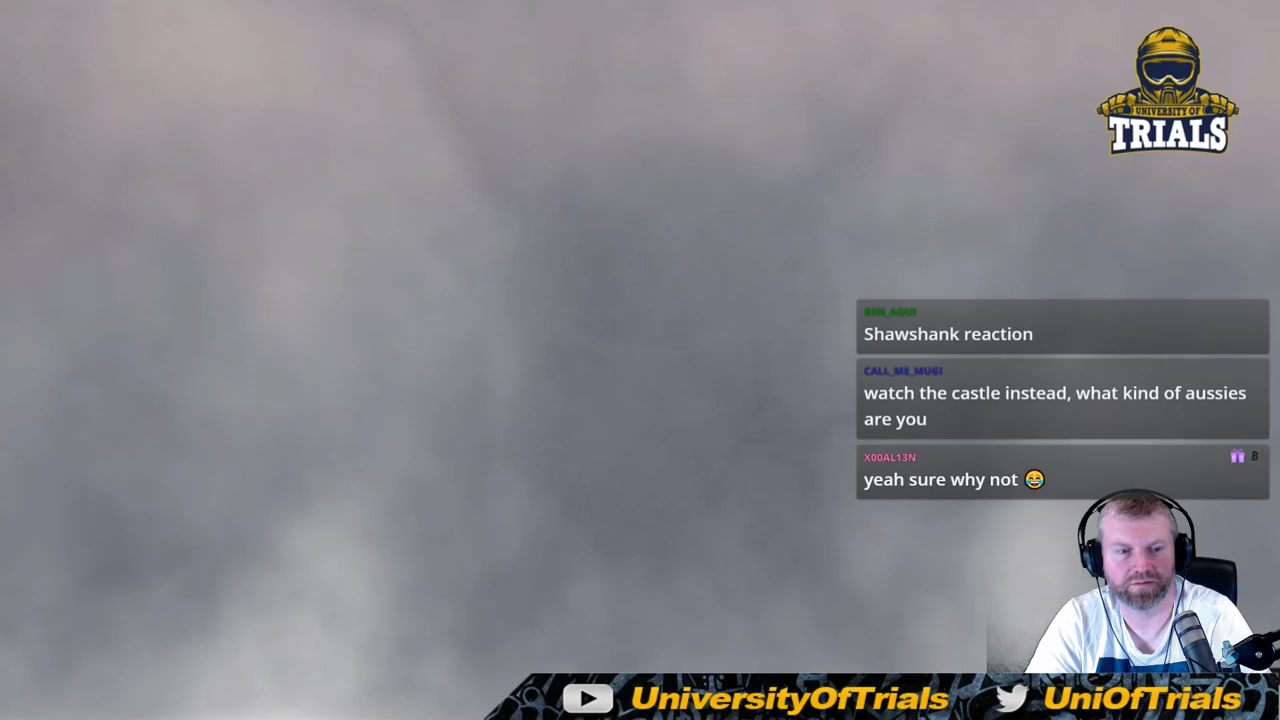 UNIVERSITY OF
TRIALS
BEN_AQUI
Shawshank reaction
CALL_ME_MUGI
watch the castle instead, what kind of aussies
are you
X00AL13N
B
yeah sure why not 😂
UniversityOfTrials
UniOfTrials